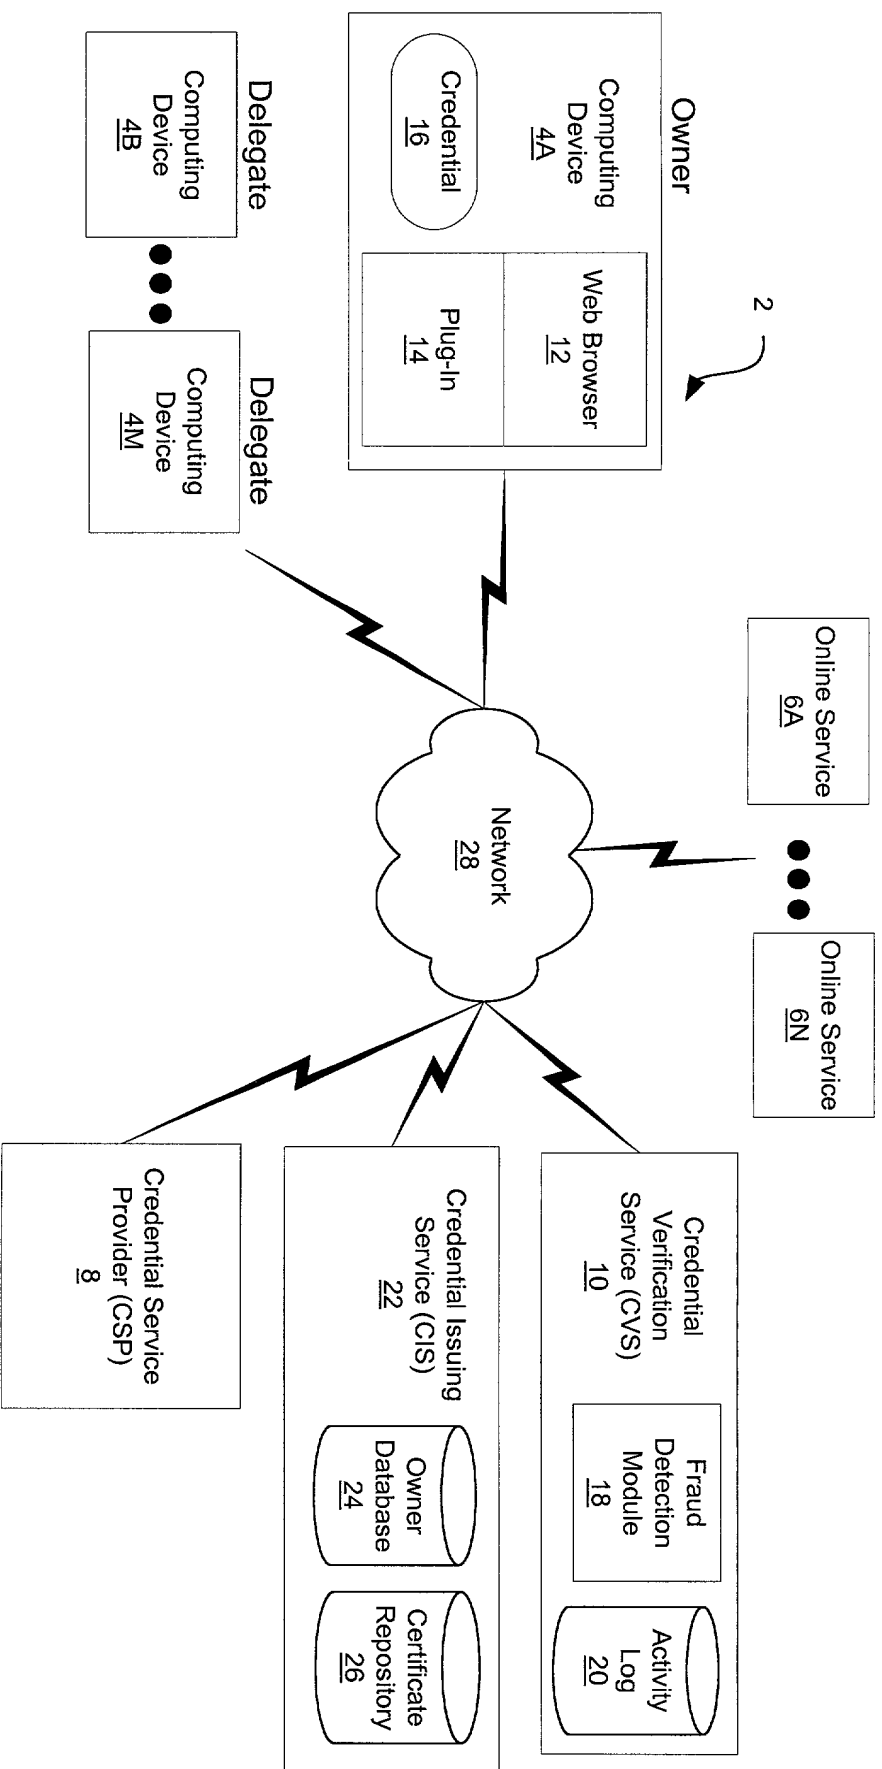 2
Owner
Computing
Device
4A
Credential
16
Web Browser
12
Plug-In
14
Delegate
Computing
Device
4B
Delegate
Computing
Device
4M
Online Service
6A
Online Service
6N
Network
28
Credential
Verification
Service (CVS)
10
Fraud
Detection
Module
18
Activity
Log
20
Credential Issuing
Service (CIS)
22
Owner
Database
24
Certificate
Repository
26
Credential Service
Provider (CSP)
8